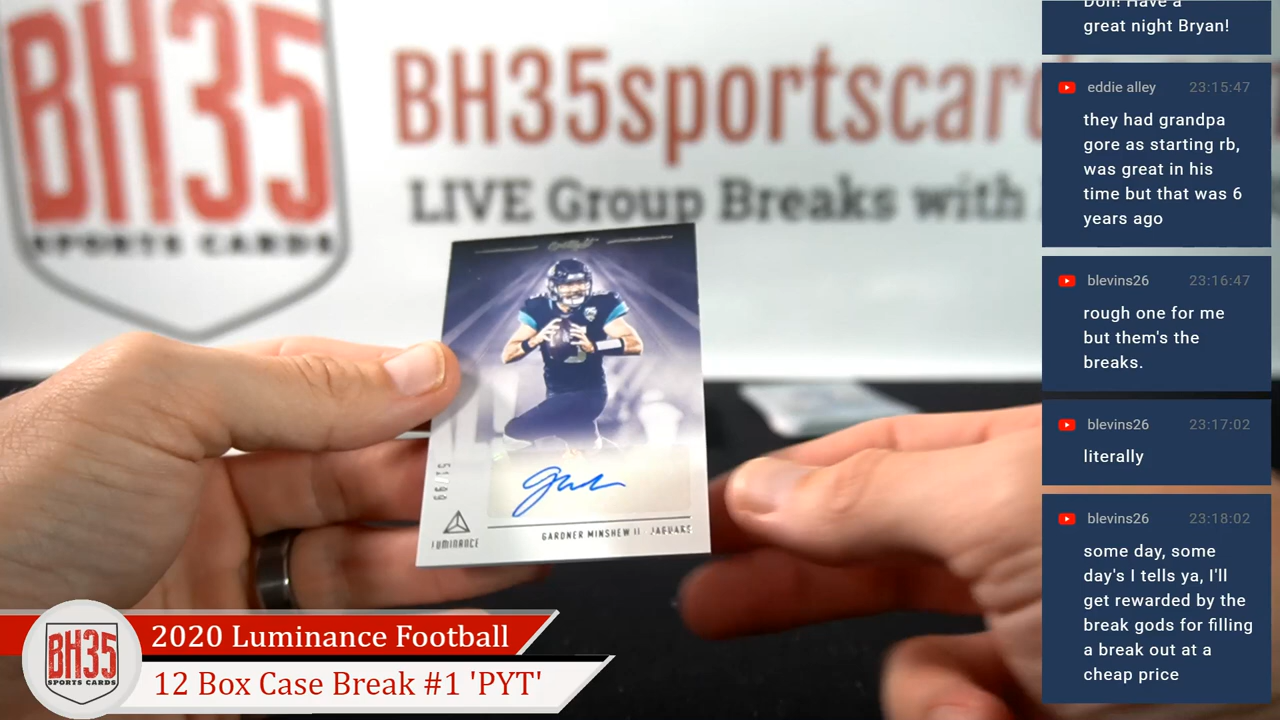 BH35
SPORTS CARDS
BH35sportscar
LIVE Group Breaks with
GARDNER MINSHEW II JAGUARS
LUMINANCE
BH35
SPORTS CARDS
2020 Luminance Football
12 Box Case Break #1 'PYT'
Don! Have a
great night Bryan!
eddie alley 23:15:47
they had grandpa
gore as starting rb,
was great in his
time but that was 6
years ago
blevins26 23:16:47
rough one for me
but them's the
breaks.
blevins26 23:17:02
literally
blevins26 23:18:02
some day, some
day's I tells ya, I'll
get rewarded by the
break gods for filling
a break out at a
cheap price